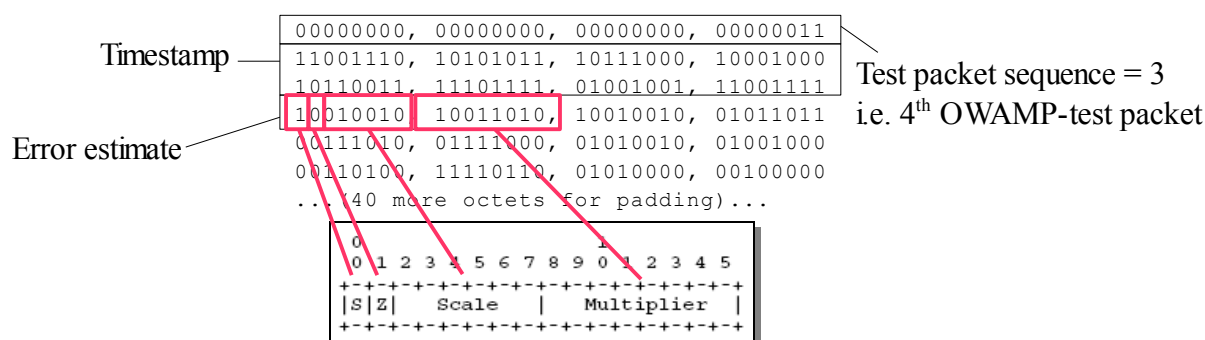 00000000, 00000000, 00000000, 00000011
Timestamp
11001110, 10101011, 10111000, 10001000
10110011, 11101111, 01001001, 11001111
Test packet sequence = 3
i.e. 4th OWAMP-test packet
10010010, 10011010, 10010010, 01011011
Error estimate
00111010, 01111000, 01010010, 01001000
00110100, 11110110, 01010000, 00100000
...(40 more octets for padding)...
0 1
0 1 2 3 4 5 6 7 8 9 0 1 2 3 4 5
+-+-+-+-+-+-+-+-+-+-+-+-+-+-+-+-+
|S|Z| Scale | Multiplier |
+-+-+-+-+-+-+-+-+-+-+-+-+-+-+-+-+